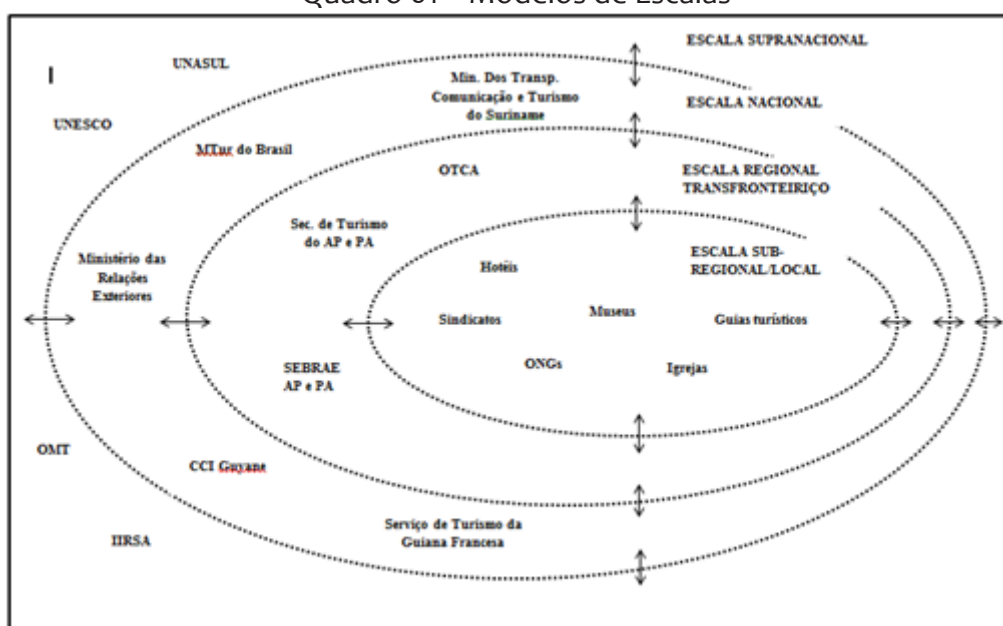 Quadro 01 - Modelos de Escalas
I
UNASUL
ESCALA SUPRANACIONAL
Min. Dos Transp.
Comunicação e Turismo
do Suriname
ESCALA NACIONAL
UNESCO
MTur do Brasil
OTCA
ESCALA REGIONAL
TRANSFRONTEIRIÇO
Sec. de Turismo
do AP e PA
Ministério das
Relações
Exteriores
ESCALA SUB-
REGIONAL/LOCAL
Hotéis
Sindicatos
Museus
Guias turísticos
SEBRAE
AP e PA
ONGs
Igrejas
OMT
CCI Guyane
IIRSA
Serviço de Turismo da
Guiana Francesa